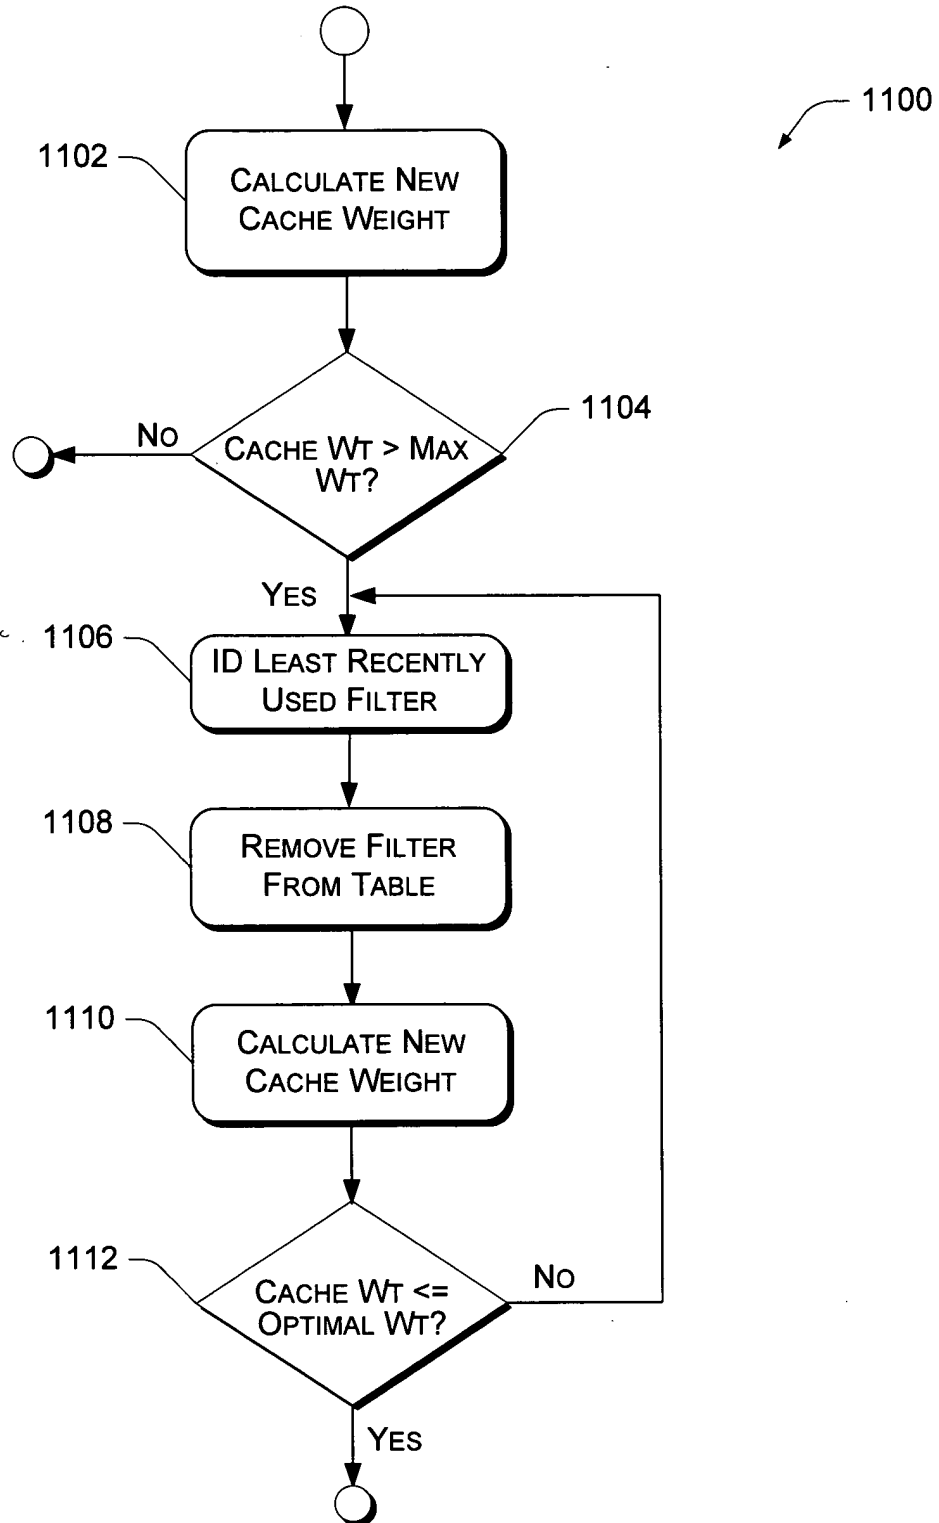 1100
1102
CALCULATE NEW
CACHE WEIGHT
1104
NO
CACHE WT > MAX
WT?
YES
1106
ID LEAST RECENTLY
USED FILTER
1108
REMOVE FILTER
FROM TABLE
1110
CALCULATE NEW
CACHE WEIGHT
1112
NO
CACHE WT <=
OPTIMAL WT?
YES